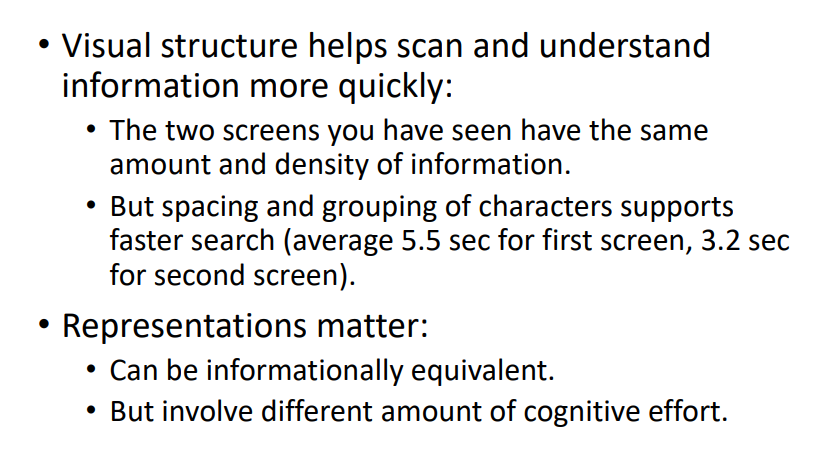 • Visual structure helps scan and understand
information more quickly:
• The two screens you have seen have the same
amount and density of information.
• But spacing and grouping of characters supports
faster search (average 5.5 sec for first screen, 3.2 sec
for second screen).
• Representations matter:
• Can be informationally equivalent.
• But involve different amount of cognitive effort.